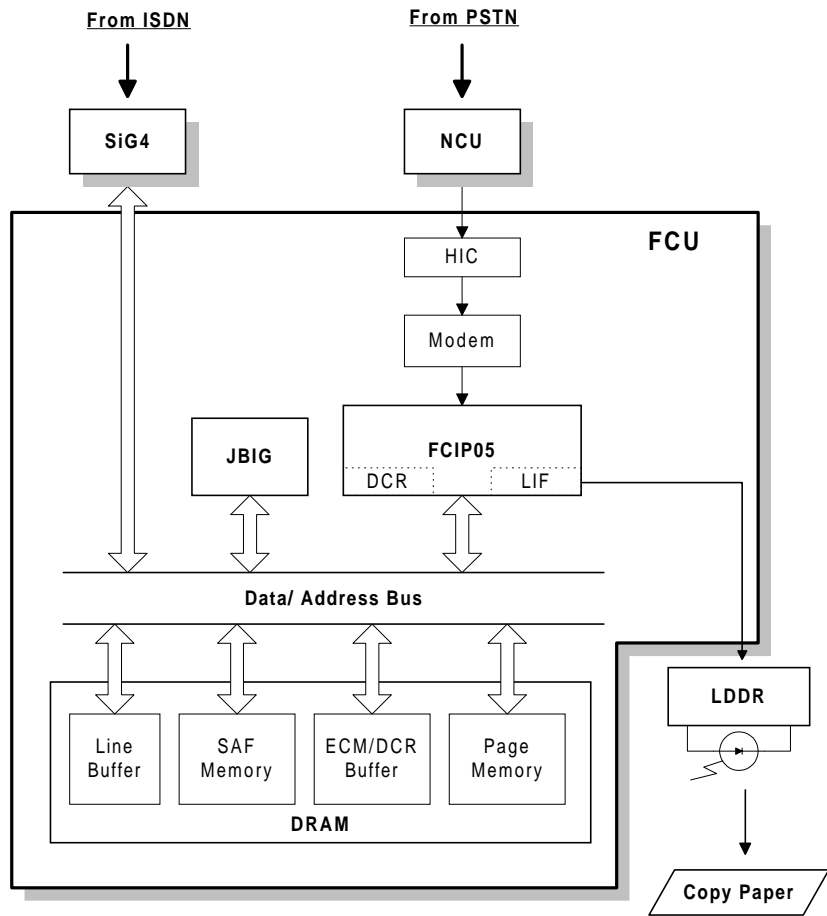 From ISDN
From PSTN
SiG4
NCU
FCU
HIC
Modem
JBIG
FCIP05
DCR
LIF
Data/ Address Bus
LDDR
Line
Buffer
SAF
Memory
ECM/DCR
Buffer
Page
Memory
DRAM
Copy Paper